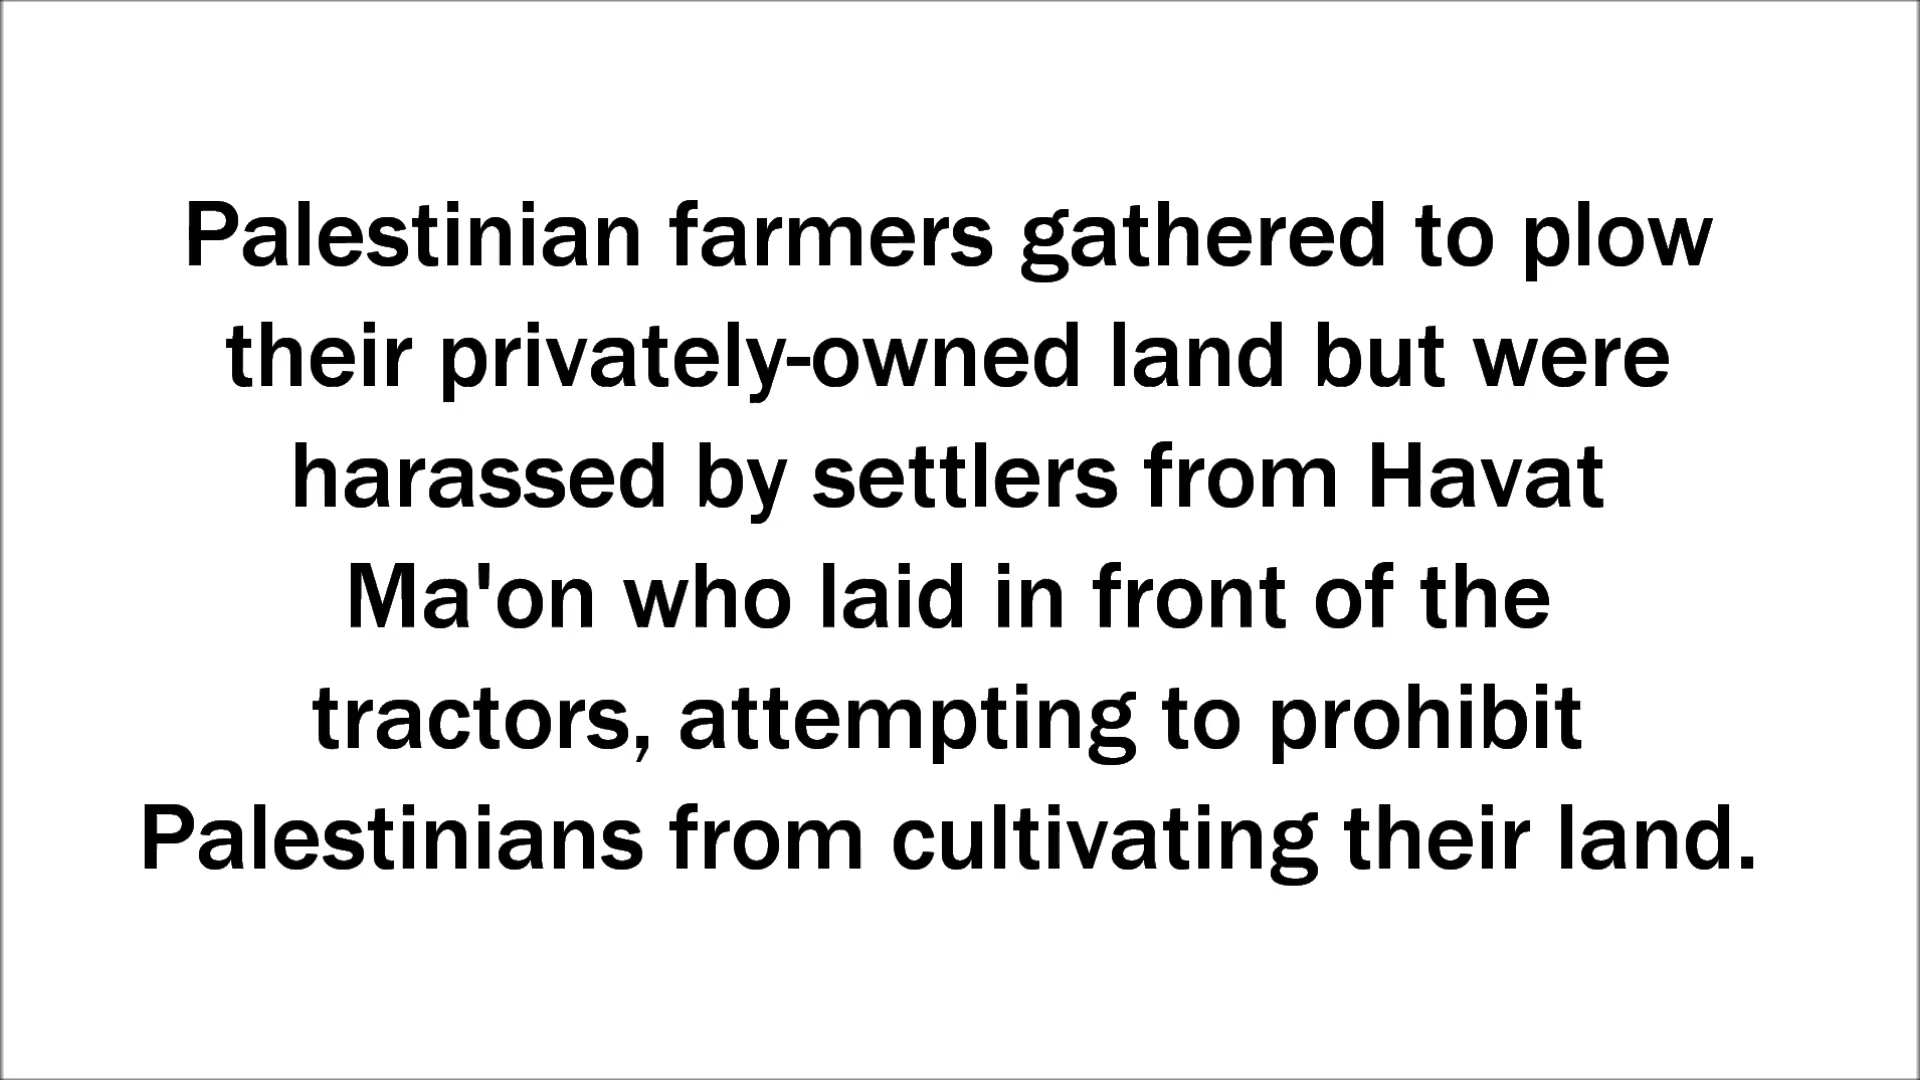 Palestinian farmers gathered to plow
their privately-owned land but were
harassed by settlers from Havat
Ma'on who laid in front of the
tractors, attempting to prohibit
Palestinians from cultivating their land.